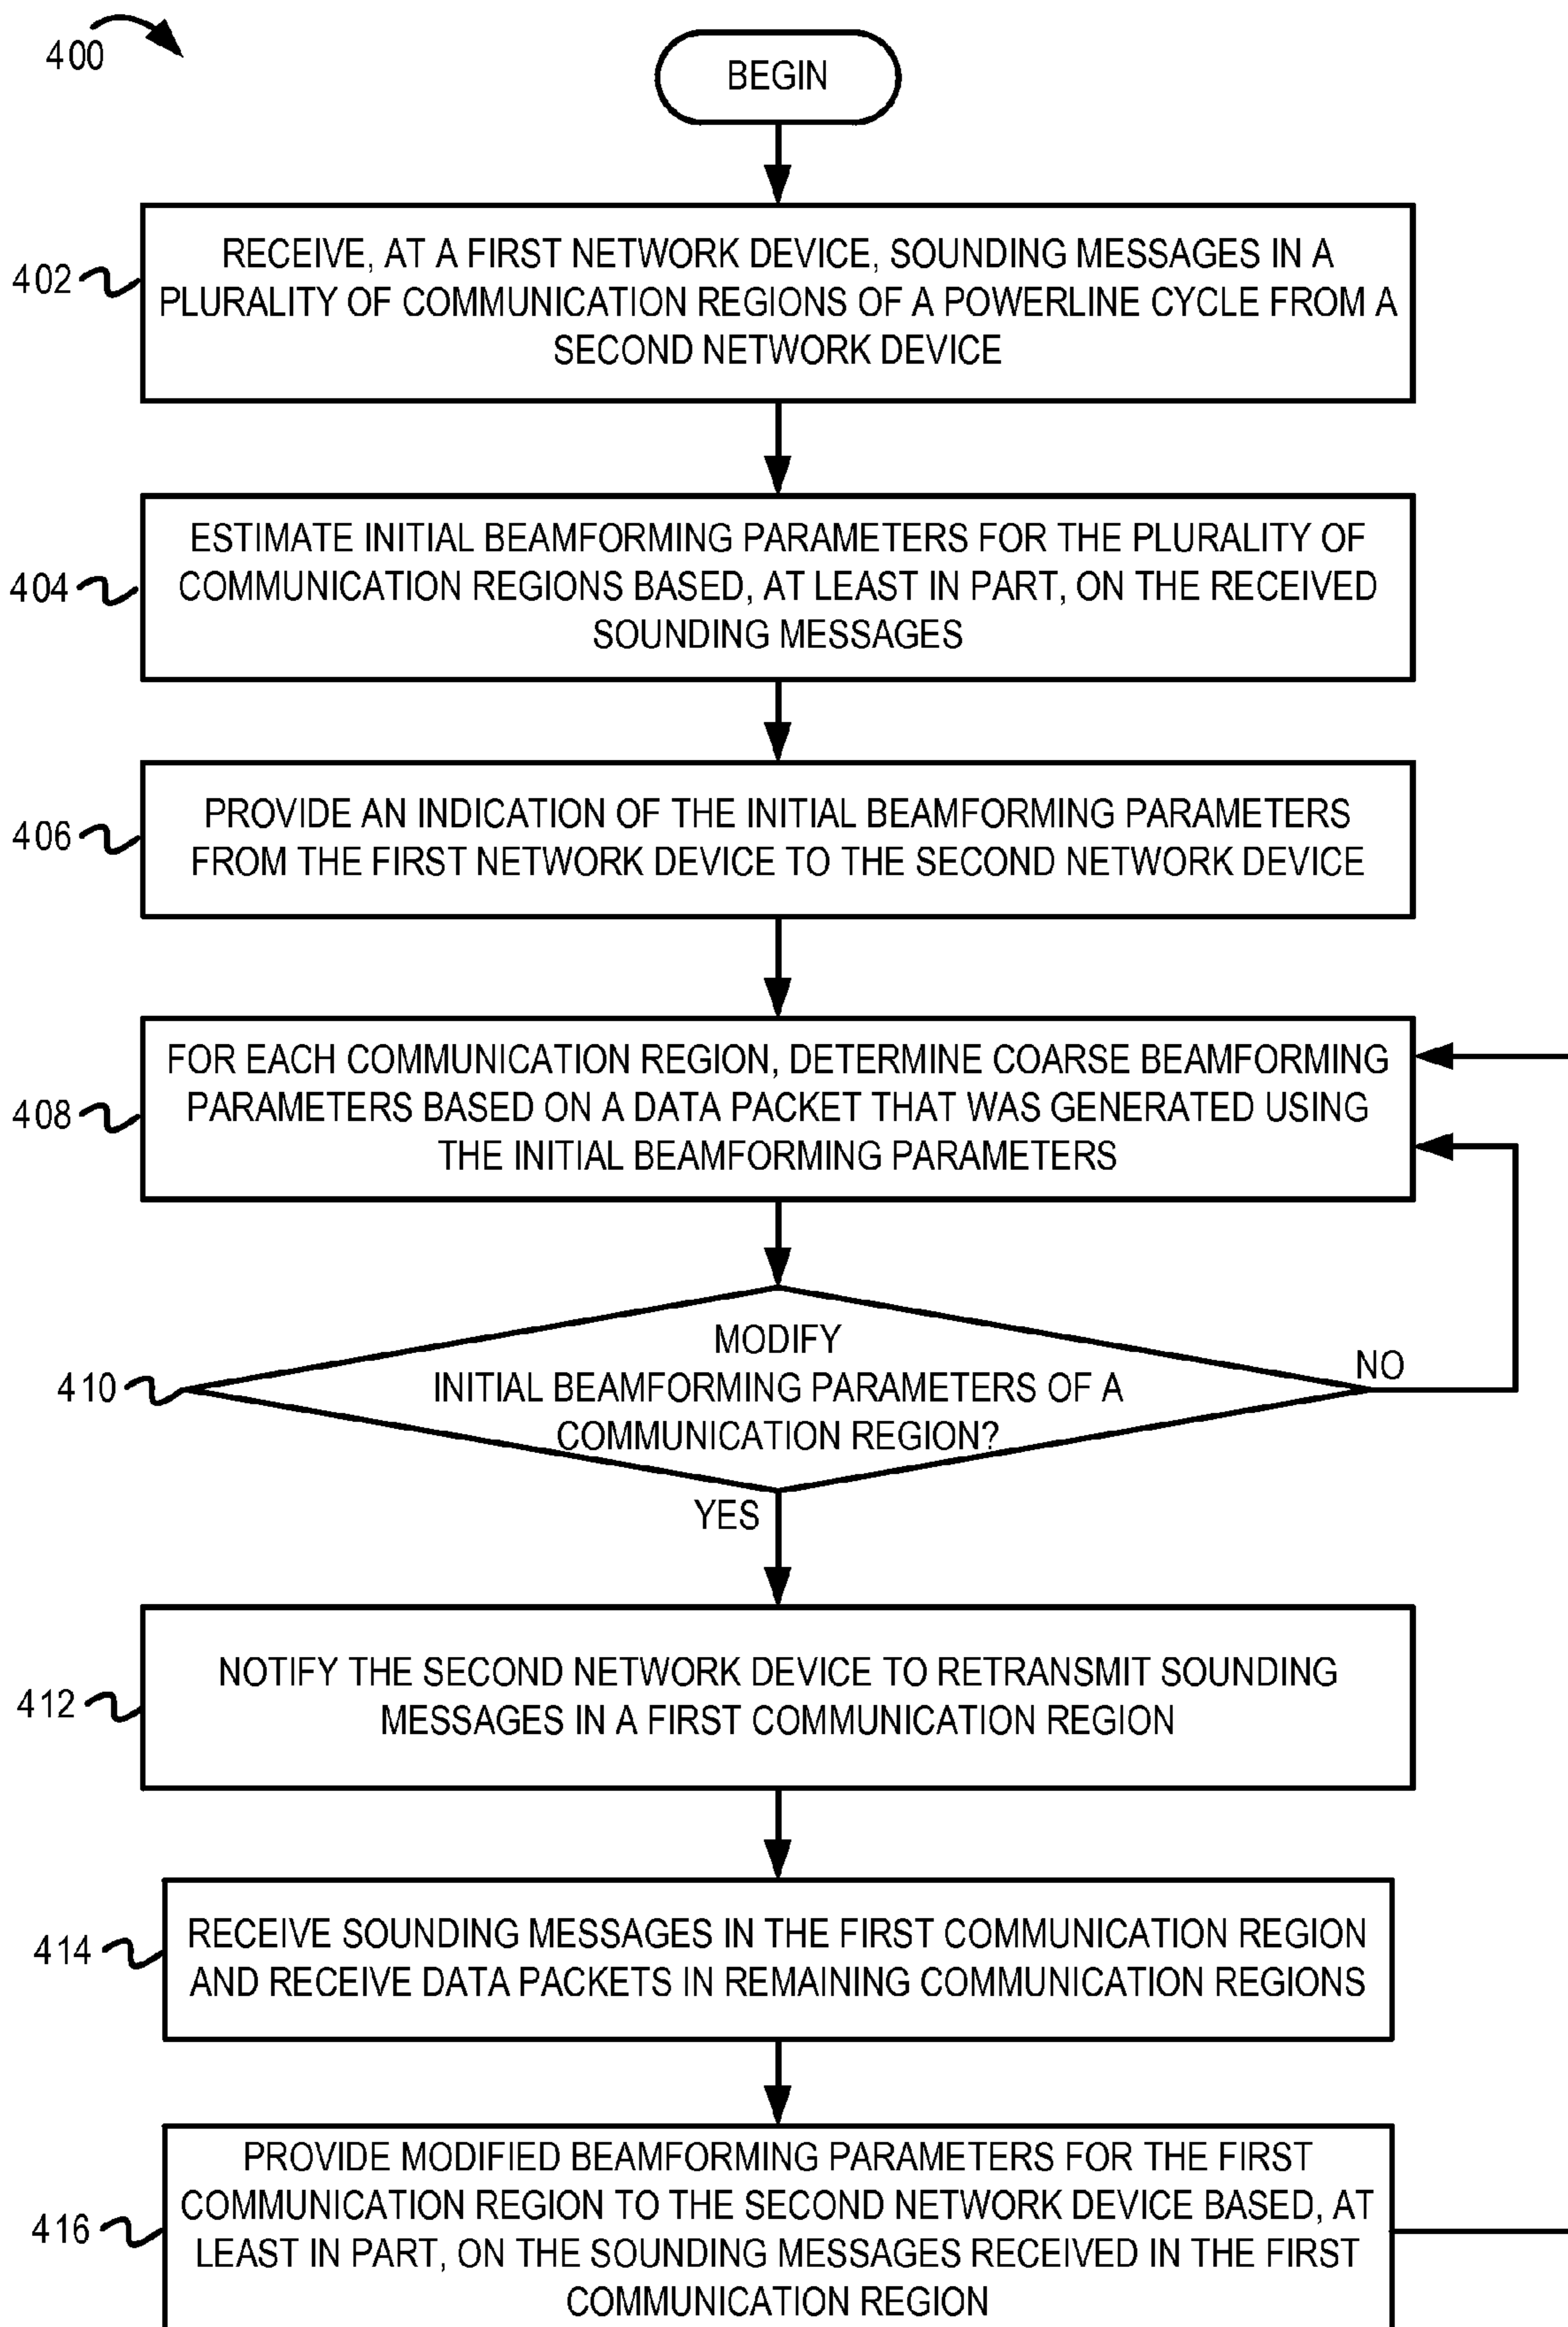 400
BEGIN
402
RECEIVE, AT A FIRST NETWORK DEVICE, SOUNDING MESSAGES IN A
PLURALITY OF COMMUNICATION REGIONS OF A POWERLINE CYCLE FROM A
SECOND NETWORK DEVICE
404
ESTIMATE INITIAL BEAMFORMING PARAMETERS FOR THE PLURALITY OF
COMMUNICATION REGIONS BASED, AT LEAST IN PART, ON THE RECEIVED
SOUNDING MESSAGES
406
PROVIDE AN INDICATION OF THE INITIAL BEAMFORMING PARAMETERS
FROM THE FIRST NETWORK DEVICE TO THE SECOND NETWORK DEVICE
408
FOR EACH COMMUNICATION REGION, DETERMINE COARSE BEAMFORMING
PARAMETERS BASED ON A DATA PACKET THAT WAS GENERATED USING
THE INITIAL BEAMFORMING PARAMETERS
410
MODIFY
INITIAL BEAMFORMING PARAMETERS OF A
COMMUNICATION REGION?
NO
YES
412
NOTIFY THE SECOND NETWORK DEVICE TO RETRANSMIT SOUNDING
MESSAGES IN A FIRST COMMUNICATION REGION
414
RECEIVE SOUNDING MESSAGES IN THE FIRST COMMUNICATION REGION
AND RECEIVE DATA PACKETS IN REMAINING COMMUNICATION REGIONS
416
PROVIDE MODIFIED BEAMFORMING PARAMETERS FOR THE FIRST
COMMUNICATION REGION TO THE SECOND NETWORK DEVICE BASED, AT
LEAST IN PART, ON THE SOUNDING MESSAGES RECEIVED IN THE FIRST
COMMUNICATION REGION